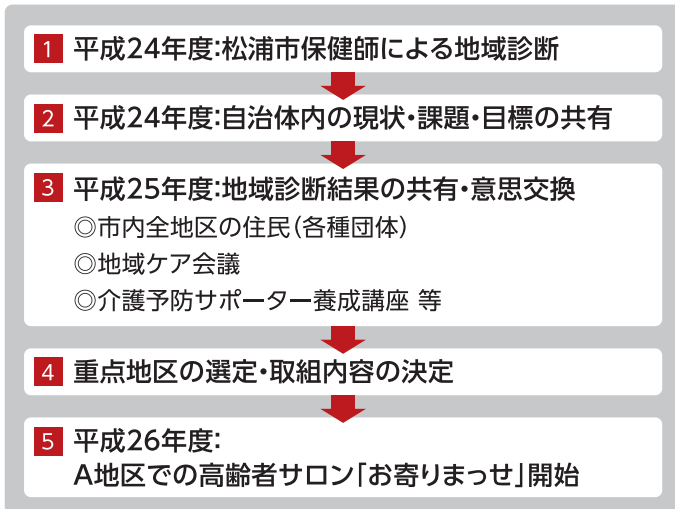 1 平成24年度:松浦市保健師による地域診断
2 平成24年度:自治体内の現状・課題・目標の共有
3 平成25年度:地域診断結果の共有・意思交換
◎市内全地区の住民(各種団体)
◎地域ケア会議
◎介護予防サポーター養成講座 等
4 重点地区の選定・取組内容の決定
5 平成26年度:
A地区での高齢者サロン「お寄りまっせ」開始